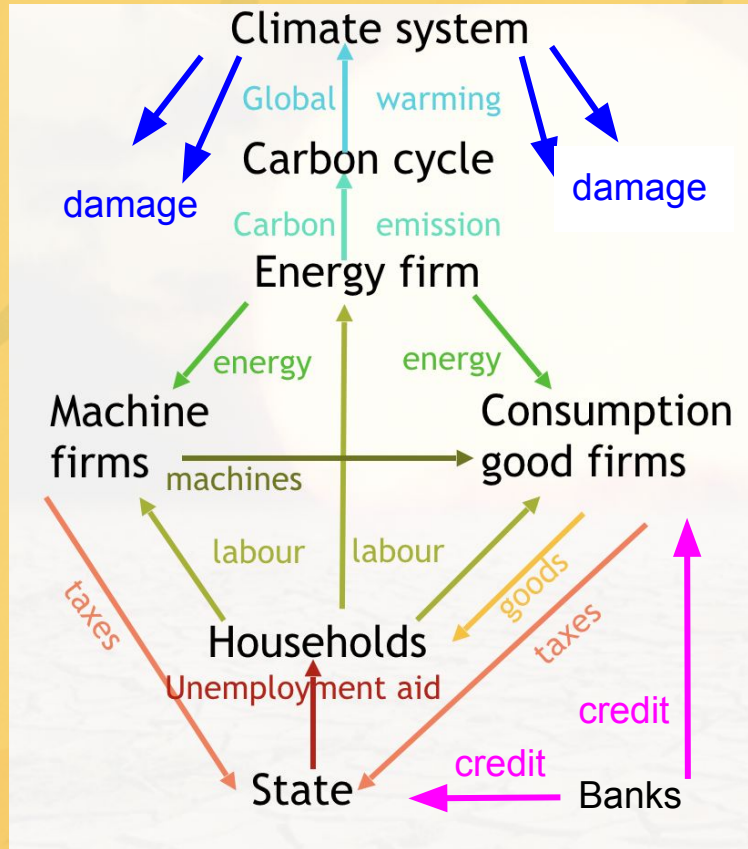 Climate system
Global warming
Carbon cycle
damage
damage
Carbon emission
Energy firm
energy
energy
Machine
firms
Consumption
good firms
machines
labour
labour
goods
taxes
taxes
Households
Unemployment aid
credit
credit
State
Banks